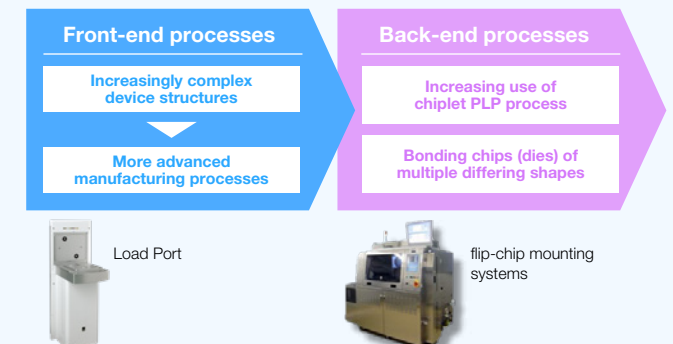 Front-end processes
Increasingly complex
device structures
More advanced
manufacturing processes
Back-end processes
Increasing use of
chiplet PLP process
Bonding chips (dies) of
multiple differing shapes
Load Port
flip-chip mounting
systems